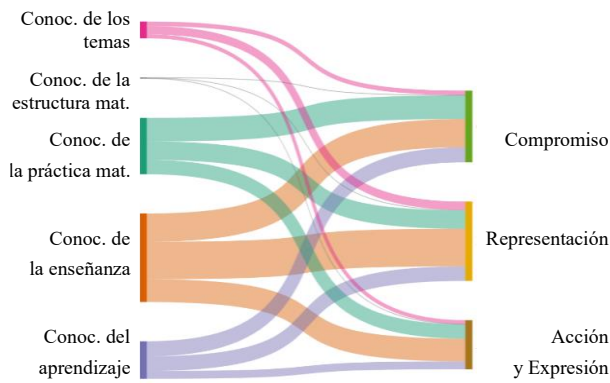 Conoc. de los
temas
Conoc. de la
estructura mat.
Conoc. de
la práctica mat.
Conoc. de
la enseñanza
Conoc. del
aprendizaje
Compromiso
Representación
Acción
y Expresión